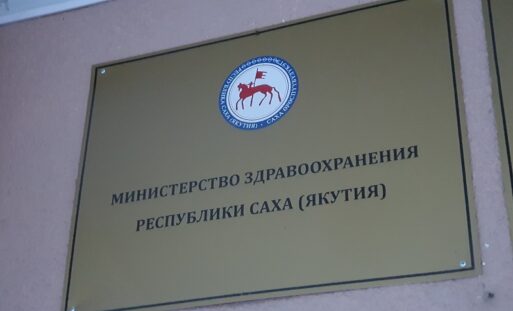 МИНИСТЕРСТВО ЗДРАВООХРАНЕНИЯ
РЕСПУБЛИКИ САХА (ЯКУТИЯ)